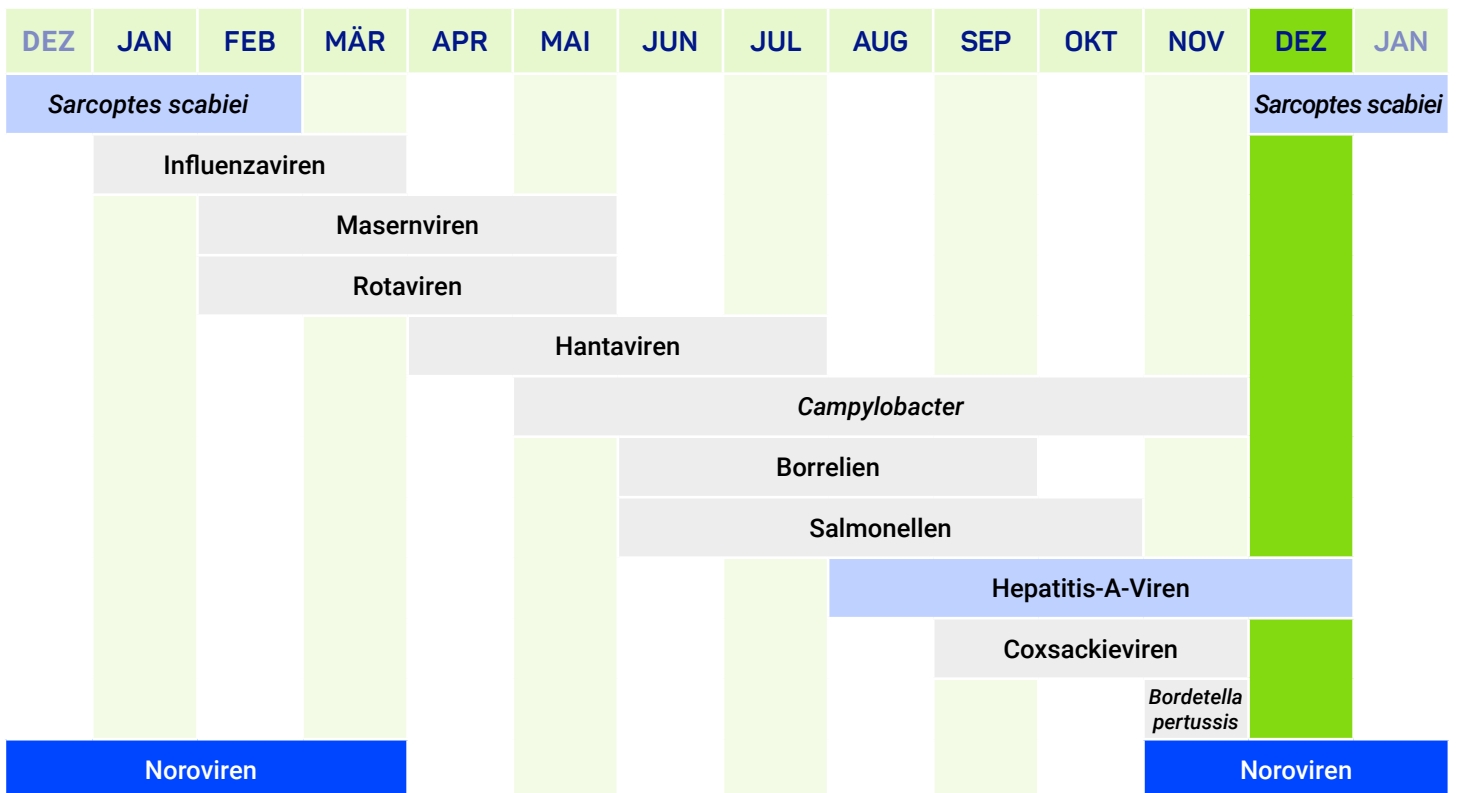 DEZ JAN FEB MÄR APR MAI JUN JUL AUG SEP OKT NOV DEZ JAN
Sarcoptes scabiei Sarcoptes scabiei
Influenzaviren
Masernviren
Rotaviren
Hantaviren
Campylobacter
Borrelien
Salmonellen
Hepatitis-A-Viren
Coxsackieviren
Bordetella
pertussis
Noroviren Noroviren